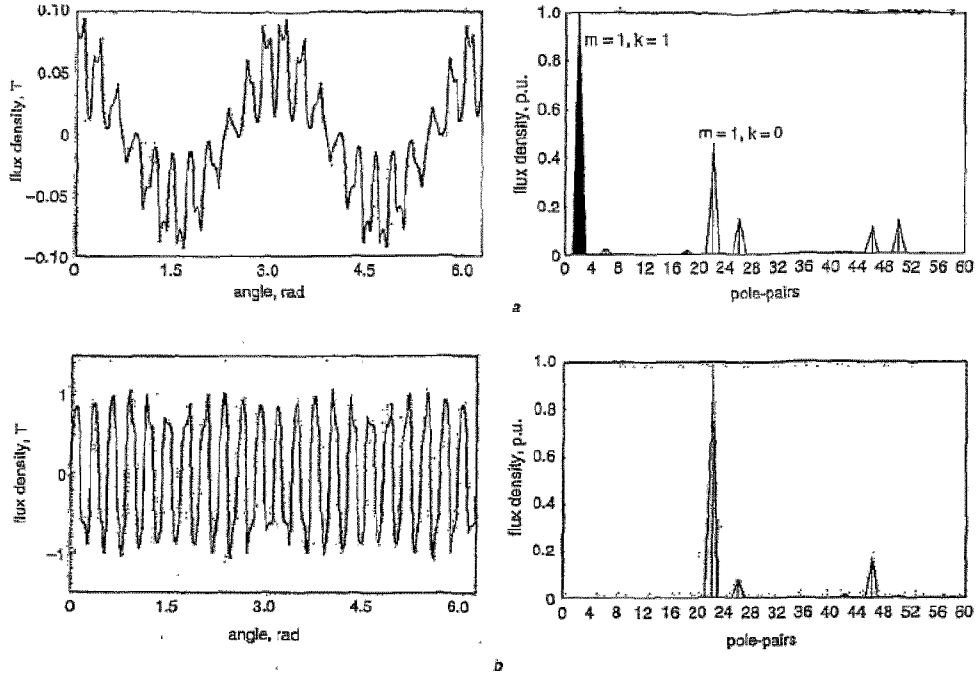 flux density, T
0.10
0.05
0
−0.05
−0.10
0 1.5 3.0 4.5 6.0
angle, rad
flux density, p.u.
1.0
0.8
0.6
0.4
0.2
0
m=1, k=1
m=1, k=0
0 4 8 12 16 20 24 28 32 36 40 44 48 52 56 60
pole-pairs
a
flux density, T
1
0
−1
0 1.5 3.0 4.5 6.0
angle, rad
flux density, p.u.
1.0
0.8
0.6
0.4
0.2
0
0 4 8 12 16 20 24 28 32 36 40 44 48 52 56 60
pole-pairs
b